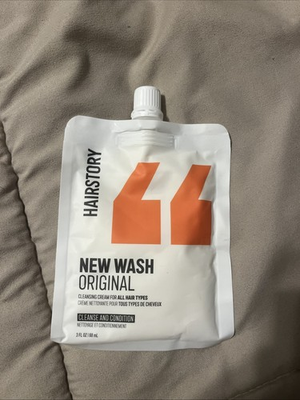 HAIRSTORY
NEW WASH
ORIGINAL
CLEANSING CREAM FOR ALL HAIR TYPES
CRÈME NETTOYANTE POUR TOUS TYPES DE CHEVEUX
CLEANSE AND CONDITION
NETTOYAGE ET CONDITIONNEMENT